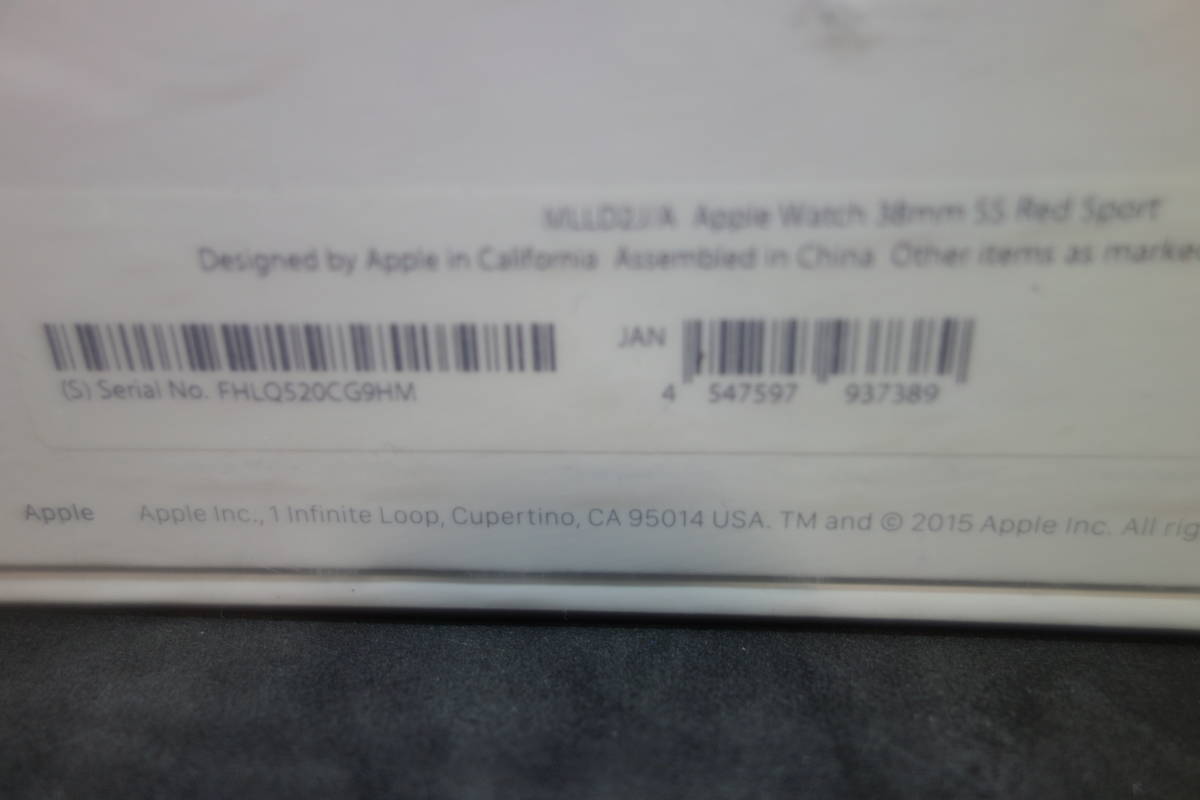 MLLD2J/A Apple Watch 38mm SS Red Sport
Designed by Apple in California Assembled in China Other items as marked
(S) Serial No. FHLQ520CG9HM
JAN
4 547597 937389
Apple Apple Inc., 1 Infinite Loop, Cupertino, CA 95014 USA. TM and © 2015 Apple Inc. All rig